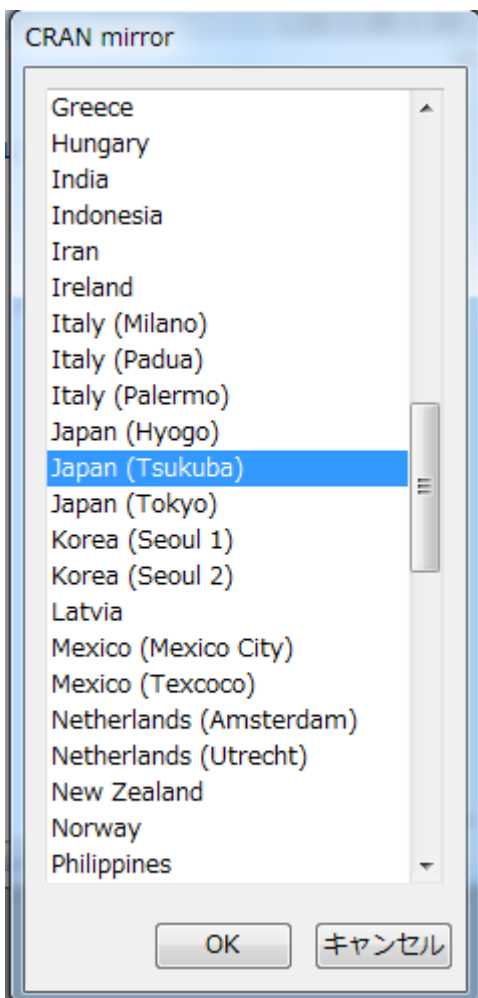 CRAN mirror
Greece
Hungary
India
Indonesia
Iran
Ireland
Italy (Milano)
Italy (Padua)
Italy (Palermo)
Japan (Hyogo)
Japan (Tsukuba)
Japan (Tokyo)
Korea (Seoul 1)
Korea (Seoul 2)
Latvia
Mexico (Mexico City)
Mexico (Texcoco)
Netherlands (Amsterdam)
Netherlands (Utrecht)
New Zealand
Norway
Philippines
OK キャンセル